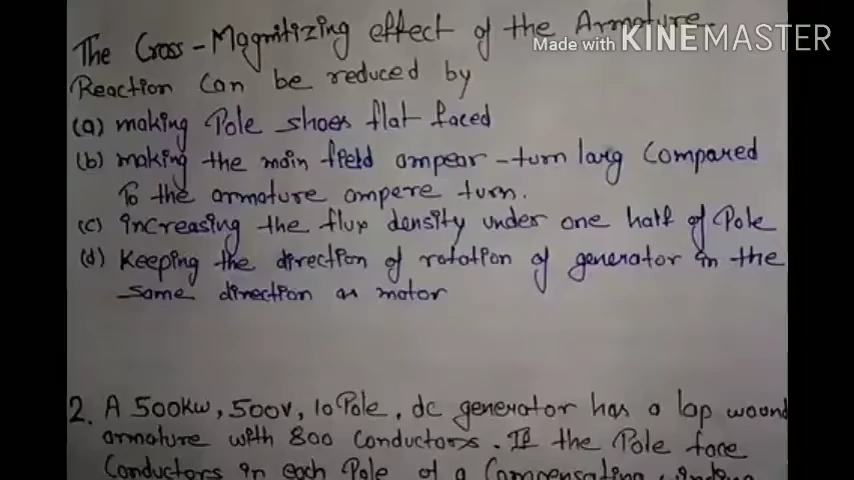 The Cross-Magnitizing effect of the Armature
Made with KINEMASTER
Reaction can be reduced by
(a) making Pole shoes flat faced
(b) making the main field ampear-turn larg Compared
To the armature ampere turn.
(c) increasing the flux density under one half of Pole
(d) Keeping the direction of rotation of generator in the
same direction as motor
2. A 500kw, 500v, 10 Pole, dc generator has a lap wound
armature with 800 Conductors. If the Pole face
Conductors in each Pole of a Compensating